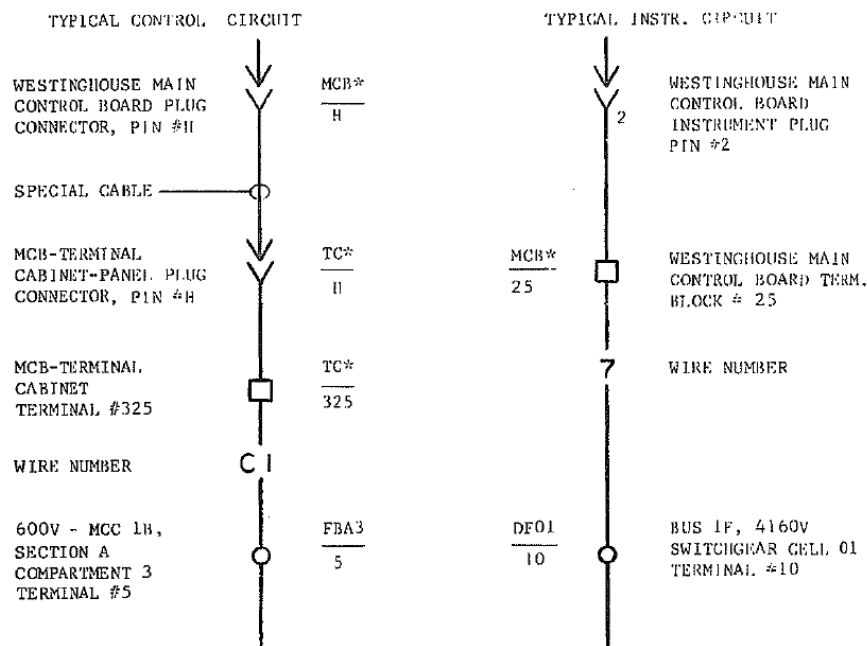 TYPICAL CONTROL CIRCUIT
WESTINGHOUSE MAIN
CONTROL BOARD PLUG
CONNECTOR, PIN #H
MCB*
H
SPECIAL CABLE
MCB-TERMINAL
CABINET-PANEL PLUG
CONNECTOR, PIN #H
TC*
H
MCB-TERMINAL
CABINET
TERMINAL #325
TC*
325
WIRE NUMBER
C1
600V - MCC 1B,
SECTION A
COMPARTMENT 3
TERMINAL #5
FBA3
5
TYPICAL INSTR. CIRCUIT
2
WESTINGHOUSE MAIN
CONTROL BOARD
INSTRUMENT PLUG
PIN #2
MCB*
25
WESTINGHOUSE MAIN
CONTROL BOARD TERM.
BLOCK # 25
7
WIRE NUMBER
DF01
10
BUS 1F, 4160V
SWITCHGEAR CELL 01
TERMINAL #10